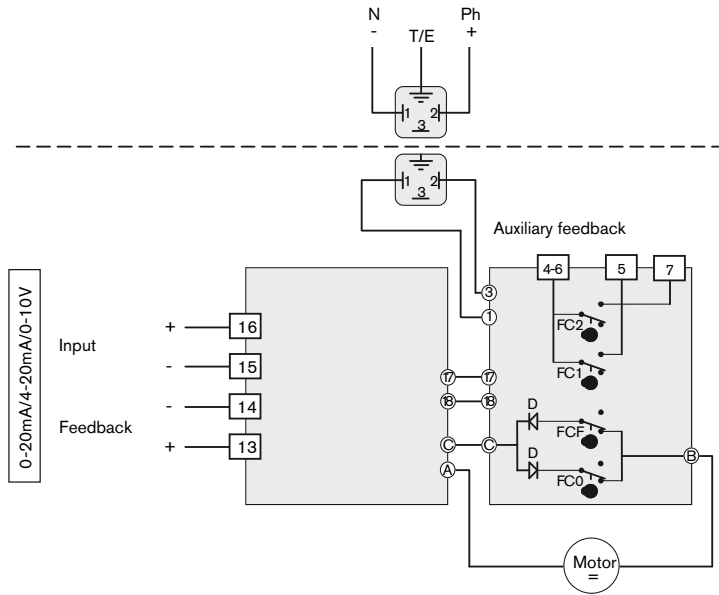 N Ph
- T/E +
1 2
3
1 2
3
Auxiliary feedback
4-6 5 7
0-20mA/4-20mA/0-10V
3
1
FC2
Input
+ 16
- 15
FC1
17 17
18 18
Feedback
- 14
+ 13
D
FCF
C C
D
FC0
A
B
Motor
=